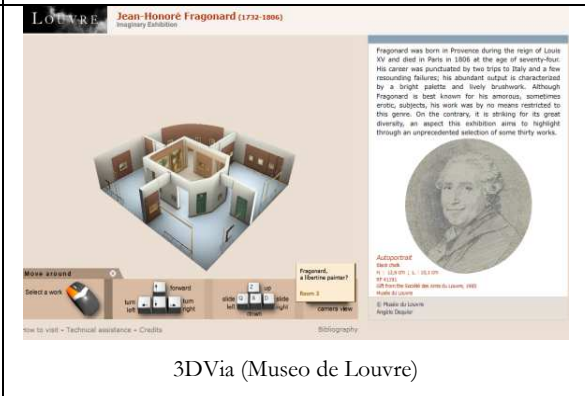 LOUVRE
Jean-Honoré Fragonard (1732-1806)
Imaginary Exhibition
Fragonard was born in Provence during the reign of Louis
XV and died in Paris in 1806 at the age of seventy-four.
His career was punctuated by two trips to Italy and a few
resounding failures; his abundant output is characterized
by a bright palette and lively brushwork. Although
Fragonard is best known for his amorous, sometimes
erotic, subjects, his work was by no means restricted to
this genre. On the contrary, it is striking for its great
diversity, an aspect this exhibition aims to highlight
through an unprecedented selection of some thirty works.
Autoportrait
Black chalk
Musée du Louvre
© Musée du Louvre
Angèle Dequier
Move around
Select a work
forward
turn left
turn right
Z up
slide left
Q S D
slide right
down
Fragonard,
a libertine painter?
Room 3
camera view
How to visit - Technical assistance - Credits
Bibliography
3DVia (Museo de Louvre)